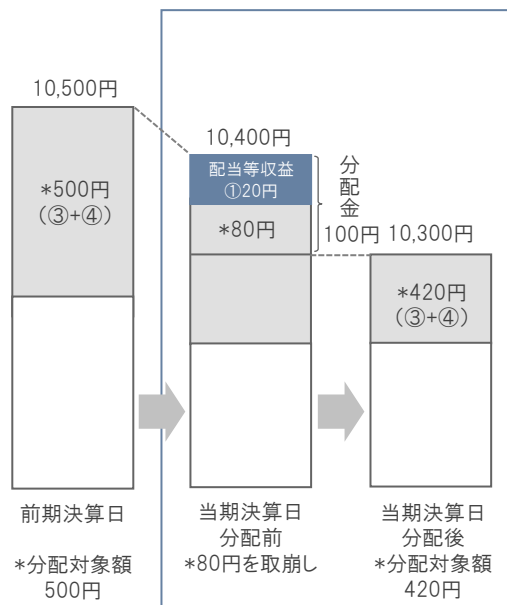 10,500円
*500円
(③+④)
前期決算日
*分配対象額
500円
10,400円
配当等収益
①20円
*80円
分配金
100円
当期決算日
分配前
*80円を取崩し
10,300円
*420円
(③+④)
当期決算日
分配後
*分配対象額
420円